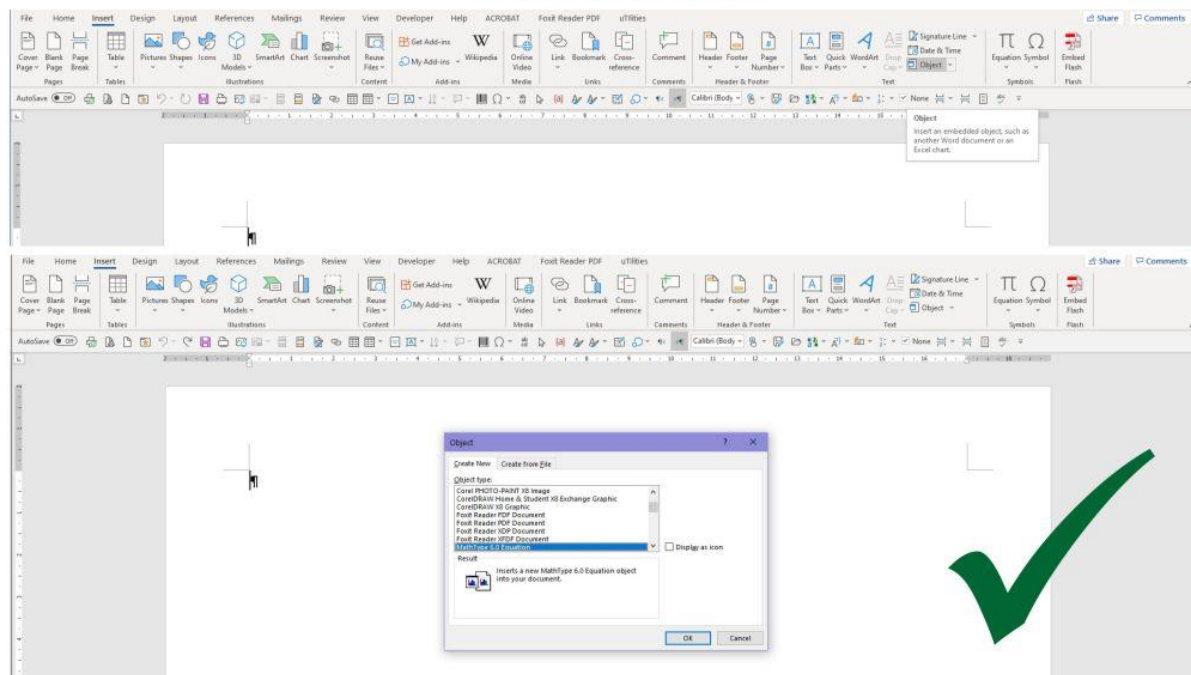 File Home Insert Design Layout References Mailings Review View Developer Help ACROBAT Foxit Reader PDF uTIlities Share Comments
Cover Page Blank Page Page Break Table Pictures Shapes Icons 3D Models SmartArt Chart Screenshot Reuse Files Get Add-ins My Add-ins Wikipedia Online Video Link Bookmark Cross-reference Comment Header Footer Page Number Text Box Quick Parts WordArt Drop Cap Signature Line Date & Time Object Equation Symbol Embed Flash
Pages Tables Illustrations Content Add-ins Media Links Comments Header & Footer Text Symbols Flash
AutoSave Off Calibri (Body None
Object
Insert an embedded object, such as
another Word document or an
Excel chart.
File Home Insert Design Layout References Mailings Review View Developer Help ACROBAT Foxit Reader PDF uTIlities Share Comments
Cover Page Blank Page Page Break Table Pictures Shapes Icons 3D Models SmartArt Chart Screenshot Reuse Files Get Add-ins My Add-ins Wikipedia Online Video Link Bookmark Cross-reference Comment Header Footer Page Number Text Box Quick Parts WordArt Drop Cap Signature Line Date & Time Object Equation Symbol Embed Flash
Pages Tables Illustrations Content Add-ins Media Links Comments Header & Footer Text Symbols Flash
AutoSave Off Calibri (Body None
Object
Create New Create from File
Object type:
Corel PHOTO-PAINT X8 Image
CorelDRAW Home & Student X8 Exchange Graphic
CorelDRAW X8 Graphic
Foxit Reader PDF Document
Foxit Reader PDF Document
Foxit Reader XDP Document
Foxit Reader XFDF Document
MathType 6.0 Equation
Display as icon
Result
Inserts a new MathType 6.0 Equation object
into your document.
OK Cancel